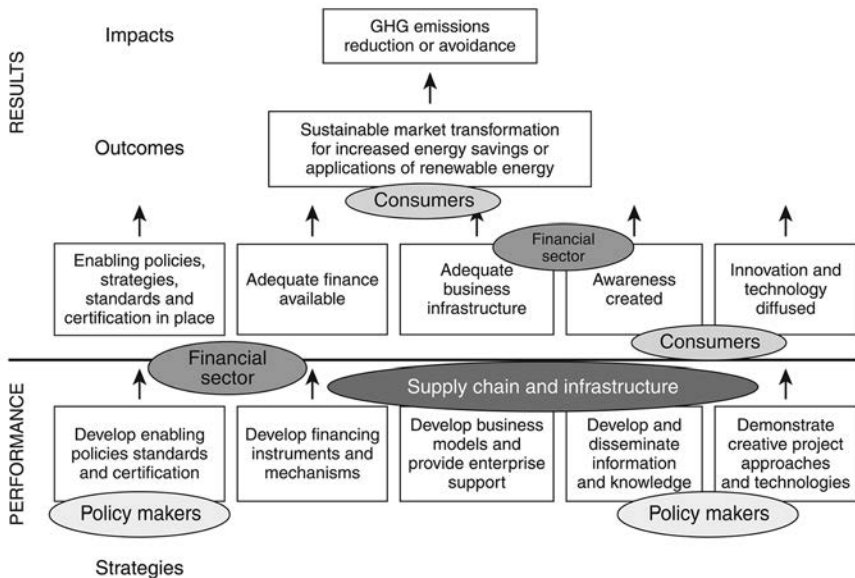 RESULTS
Impacts
GHG emissions
reduction or avoidance
Outcomes
Sustainable market transformation
for increased energy savings or
applications of renewable energy
Consumers
Financial
sector
Enabling policies,
strategies,
standards and
certification in place
Adequate finance
available
Adequate
business
infrastructure
Awareness
created
Innovation and
technology
diffused
Consumers
Financial
sector
Supply chain and infrastructure
PERFORMANCE
Develop enabling
policies standards
and certification
Develop financing
instruments and
mechanisms
Develop business
models and
provide enterprise
support
Develop and
disseminate
information
and knowledge
Demonstrate
creative project
approaches
and technologies
Policy makers
Policy makers
Strategies